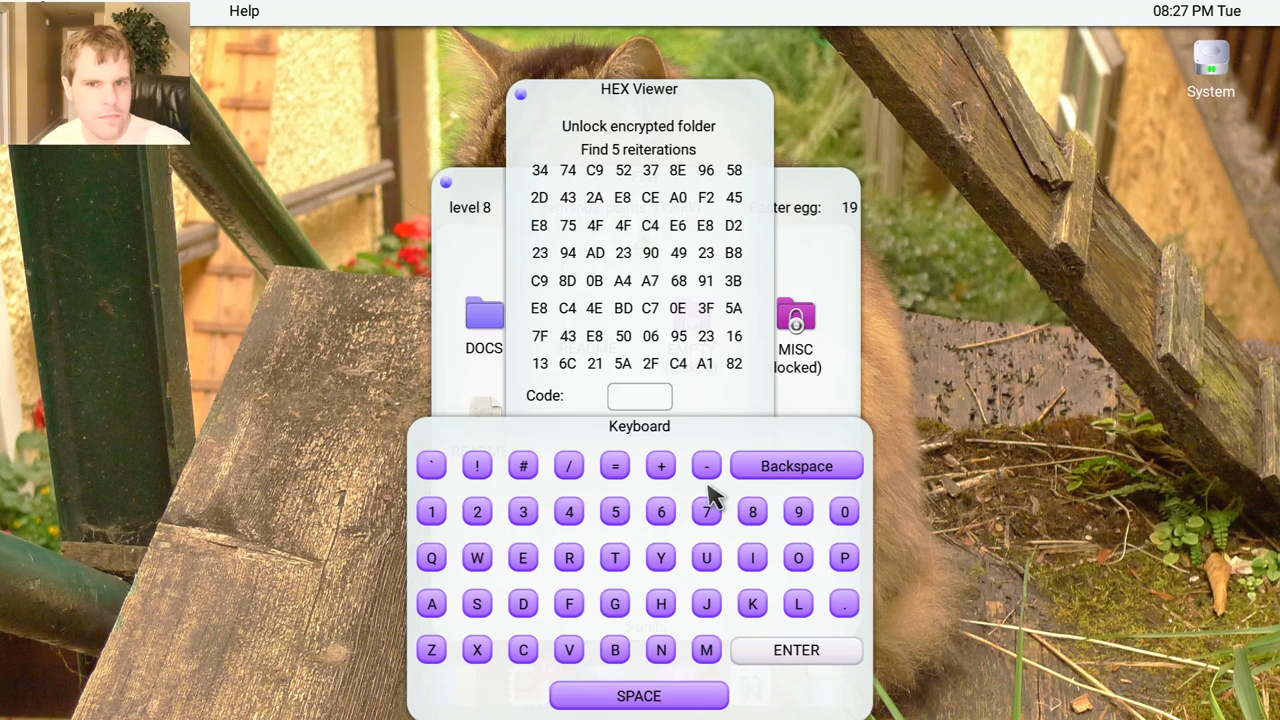 Help
08:27 PM Tue
System
HEX Viewer
Unlock encrypted folder
Find 5 reiterations
34 74 C9 52 37 8E 96 58
2D 43 2A E8 CE A0 F2 45
level 8
Easter egg: 19
E8 75 4F 4F C4 E6 E8 D2
23 94 AD 23 90 49 23 B8
C9 8D 0B A4 A7 68 91 3B
E8 C4 4E BD C7 0E 3F 5A
7F 43 E8 50 06 95 23 16
13 6C 21 5A 2F C4 A1 82
DOCS
README
EMPTY
MISC
locked)
Code:
README
Keyboard
` ! # / = + - Backspace
1 2 3 4 5 6 7 8 9 0
Q W E R T Y U I O P
A S D F G H J K L .
Z X C V B N M ENTER
SPACE